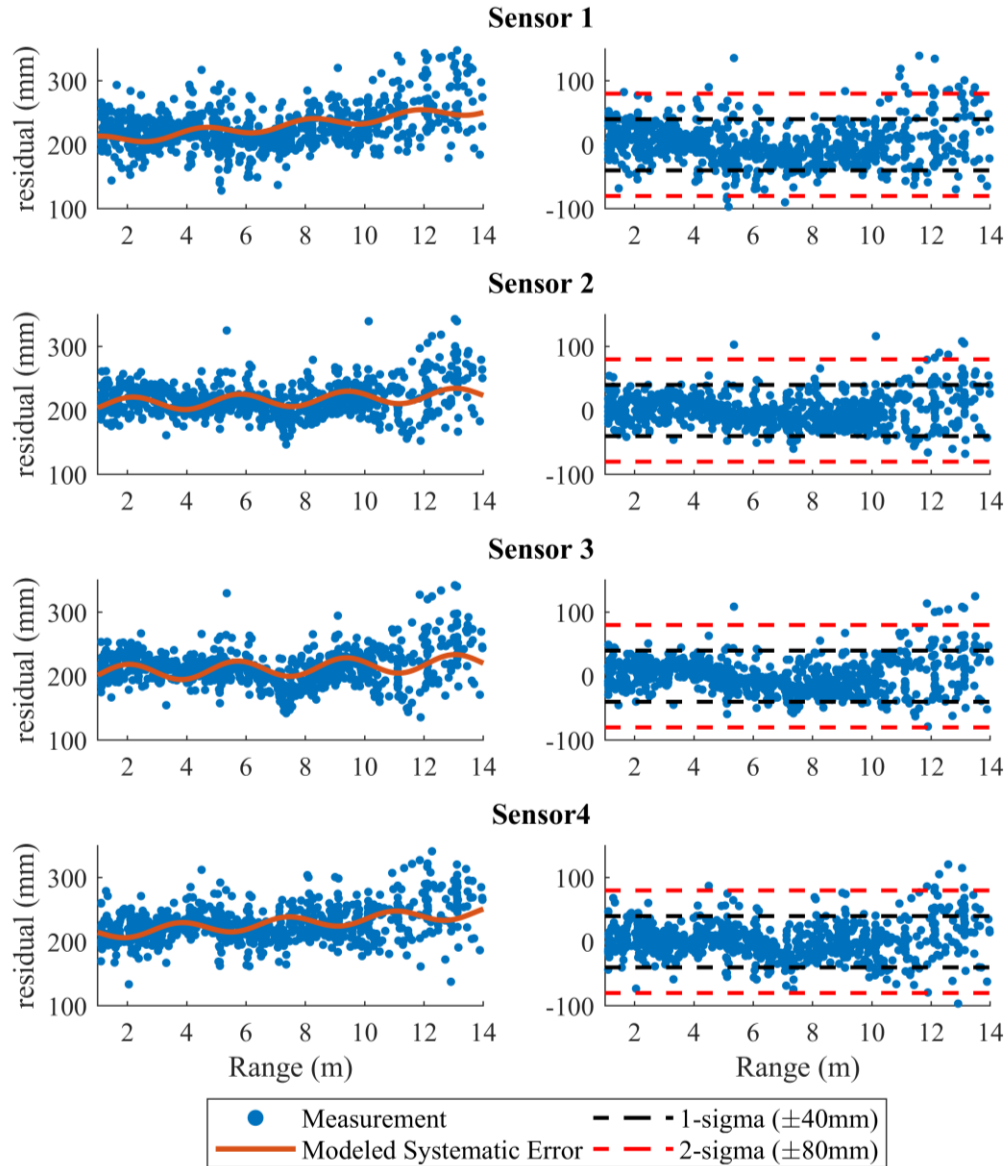 Sensor 1
residual (mm)
300
200
100
2 4 6 8 10 12 14
100
0
-100
2 4 6 8 10 12 14
Sensor 2
residual (mm)
300
200
100
2 4 6 8 10 12 14
100
0
-100
2 4 6 8 10 12 14
Sensor 3
residual (mm)
300
200
100
2 4 6 8 10 12 14
100
0
-100
2 4 6 8 10 12 14
Sensor4
residual (mm)
300
200
100
2 4 6 8 10 12 14
Range (m)
100
0
-100
2 4 6 8 10 12 14
Range (m)
Measurement
Modeled Systematic Error
1-sigma (±40mm)
2-sigma (±80mm)